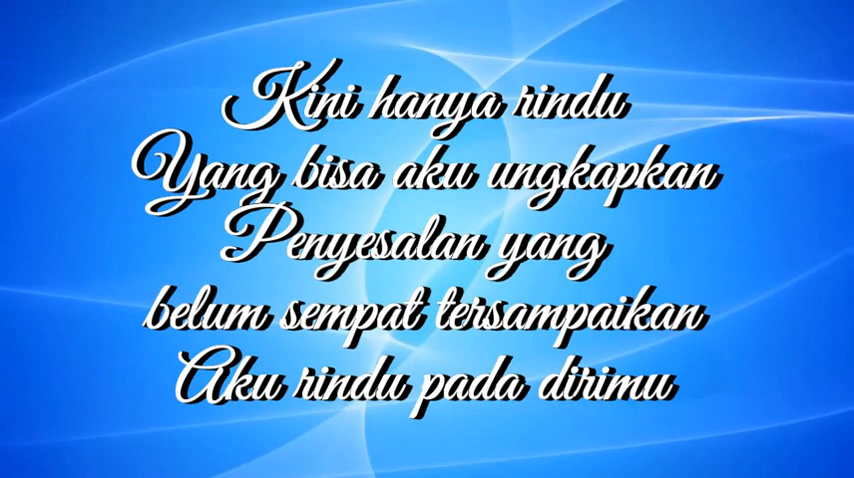 Kini hanya rindu
Yang bisa aku ungkapkan
Penyesalan yang
belum sempat tersampaikan
Aku rindu pada dirimu